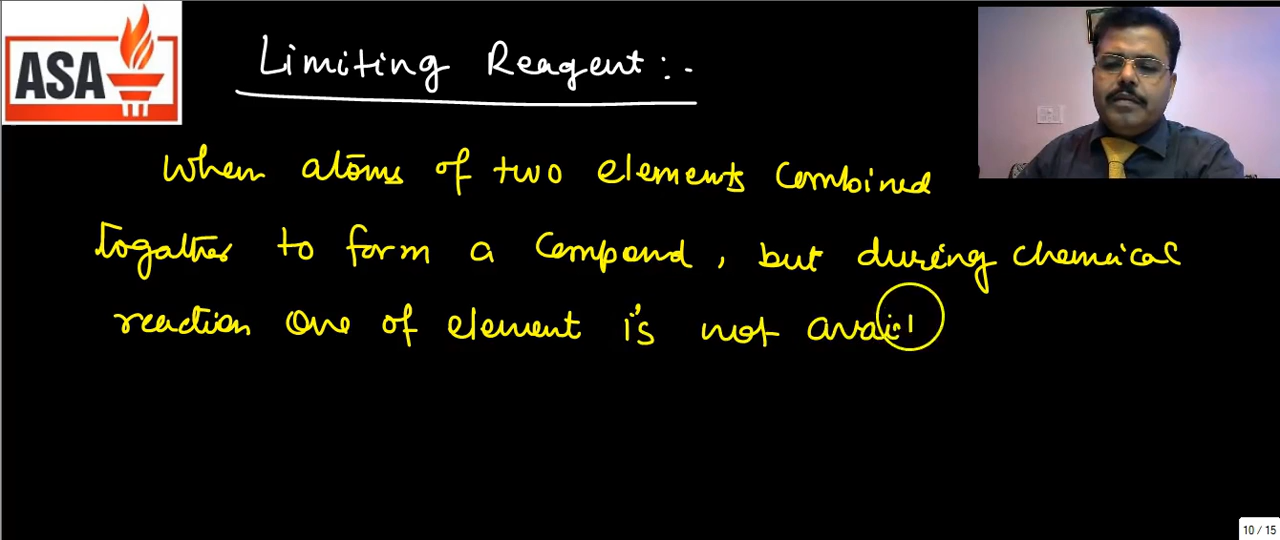 ASA
Limiting Reagent:-
When atoms of two elements combined
together to form a compound, but during chemical
reaction one of element is not avail
10 / 15